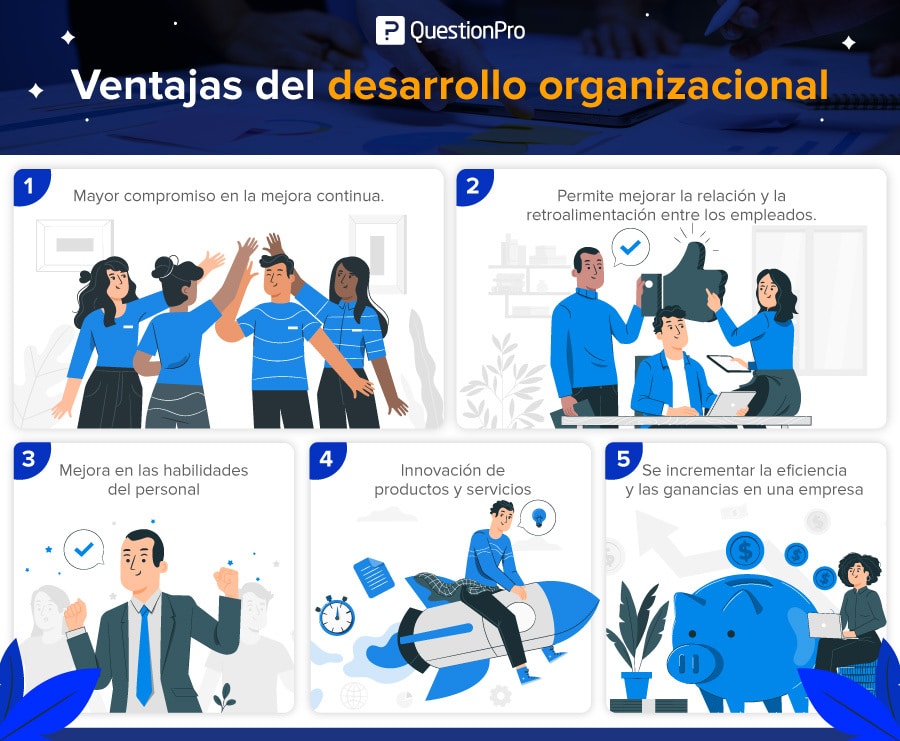 QuestionPro
Ventajas del desarrollo organizacional
1
Mayor compromiso en la mejora continua.
2
Permite mejorar la relación y la
retroalimentación entre los empleados.
3
Mejora en las habilidades
del personal
4
Innovación de
productos y servicios
5
Se incrementar la eficiencia
y las ganancias en una empresa